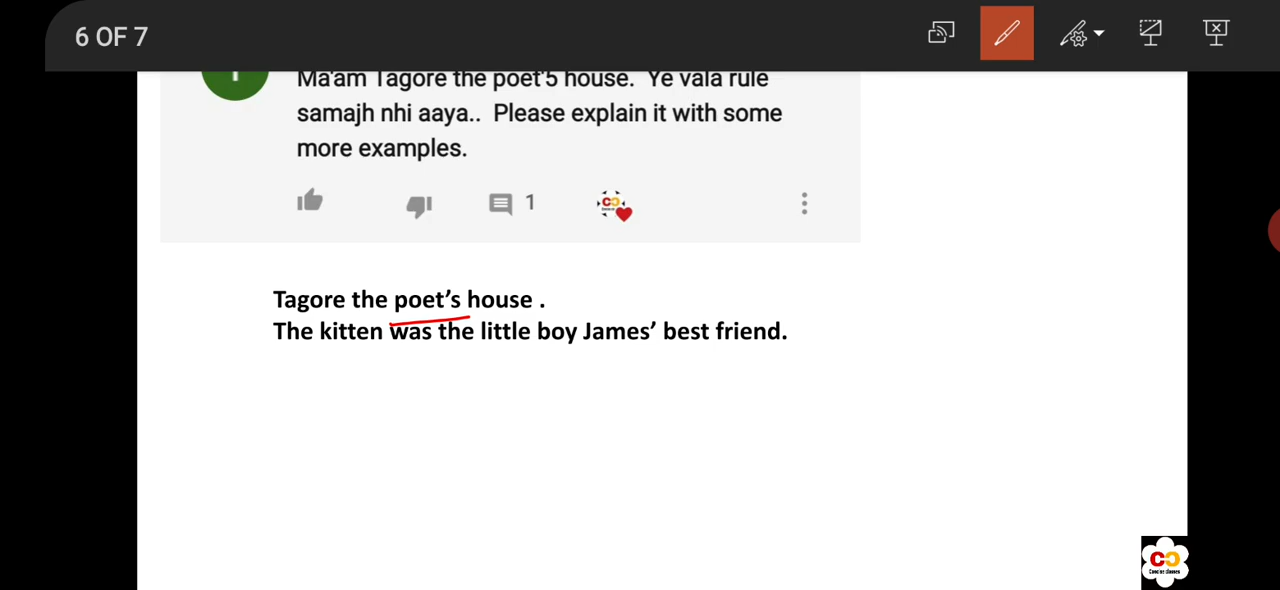 6 OF 7
Ma'am Tagore the poet'5 house. Ye vala rule
samajh nhi aaya.. Please explain it with some
more examples.
1
Tagore the poet's house .
The kitten was the little boy James' best friend.